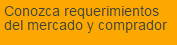 Conozca requerimientos
del mercado y comprador